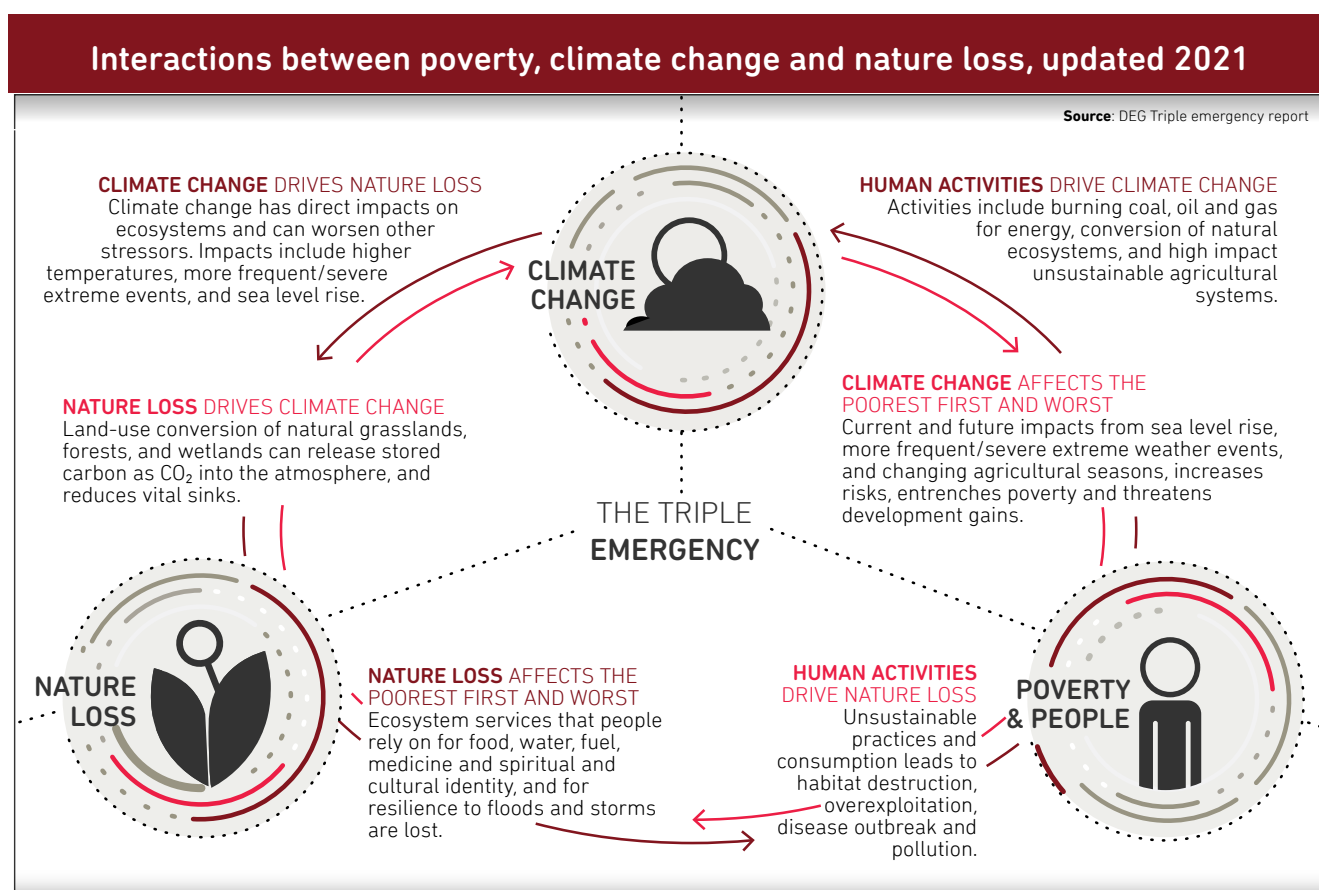 Interactions between poverty, climate change and nature loss, updated 2021
Source: DEG Triple emergency report
CLIMATE CHANGE DRIVES NATURE LOSS
Climate change has direct impacts on
ecosystems and can worsen other
stressors. Impacts include higher
temperatures, more frequent/severe
extreme events, and sea level rise.
CLIMATE
CHANGE
HUMAN ACTIVITIES DRIVE CLIMATE CHANGE
Activities include burning coal, oil and gas
for energy, conversion of natural
ecosystems, and high impact
unsustainable agricultural
systems.
NATURE LOSS DRIVES CLIMATE CHANGE
Land-use conversion of natural grasslands,
forests, and wetlands can release stored
carbon as CO₂ into the atmosphere, and
reduces vital sinks.
CLIMATE CHANGE AFFECTS THE
POOREST FIRST AND WORST
Current and future impacts from sea level rise,
more frequent/severe extreme weather events,
and changing agricultural seasons, increases
risks, entrenches poverty and threatens
development gains.
THE TRIPLE
EMERGENCY
NATURE
LOSS
NATURE LOSS AFFECTS THE
POOREST FIRST AND WORST
Ecosystem services that people
rely on for food, water, fuel,
medicine and spiritual and
cultural identity, and for
resilience to floods and storms
are lost.
HUMAN ACTIVITIES
DRIVE NATURE LOSS
Unsustainable
practices and
consumption leads to
habitat destruction,
overexploitation,
disease outbreak and
pollution.
POVERTY
& PEOPLE